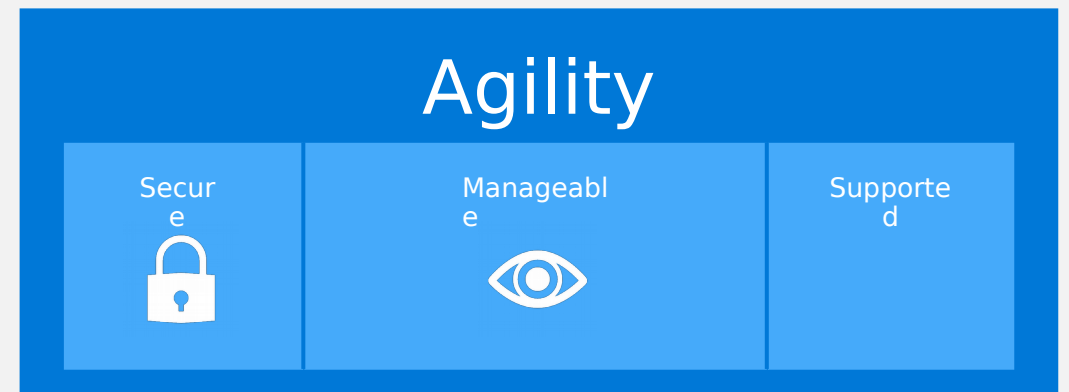 Agility
Secur
e
Manageabl
e
Supporte
d